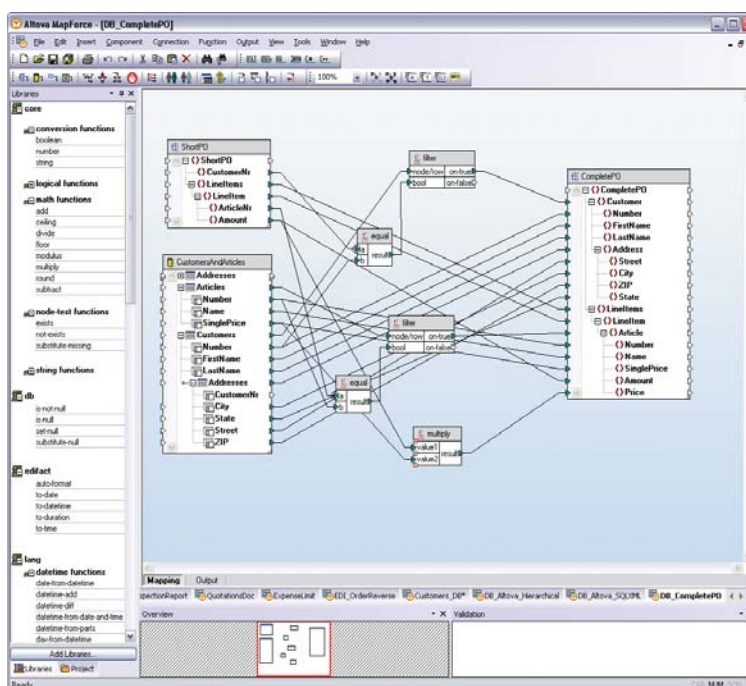 Altova MapForce - [DB_CompletePO]
File Edit Insert Component Connection Function Output View Tools Window Help
100%
Libraries
core
conversion functions
boolean
number
string
logical functions
math functions
add
ceiling
divide
floor
modulus
multiply
round
subtract
node-test functions
exists
not-exists
substitute-missing
string functions
db
is-not-null
is-null
set-null
substitute-null
edifact
auto-format
to-date
to-datetime
to-duration
to-time
lang
datetime functions
date-from-datetime
datetime-add
datetime-diff
datetime-from-date-and-time
datetime-from-parts
day-from-datetime
Add Libraries...
Libraries Project
Ready
ShortPO
ShortPO
CustomerNr
LineItems
LineItem
ArticleNr
Amount
CustomersAndArticles
Addresses
Articles
Number
Name
SinglePrice
Customers
Number
FirstName
LastName
Addresses
CustomerNr
City
State
Street
ZIP
filter
node/row on-true
bool on-false
equal
a
b
result
filter
node/row on-true
bool on-false
equal
a
b
result
multiply
value1
value2
result
CompletePO
CompletePO
Customer
Number
FirstName
LastName
Address
Street
City
ZIP
State
LineItems
LineItem
Article
Number
Name
SinglePrice
Amount
Price
Mapping Output
pectionReport QuotationsDoc ExpenseLimit EDI_OrderReverse Customers_DB* DB_Altova_Hierarchical DB_Altova_SQLXML DB_CompletePO
Overview
Validation
CAP NUM SCRL